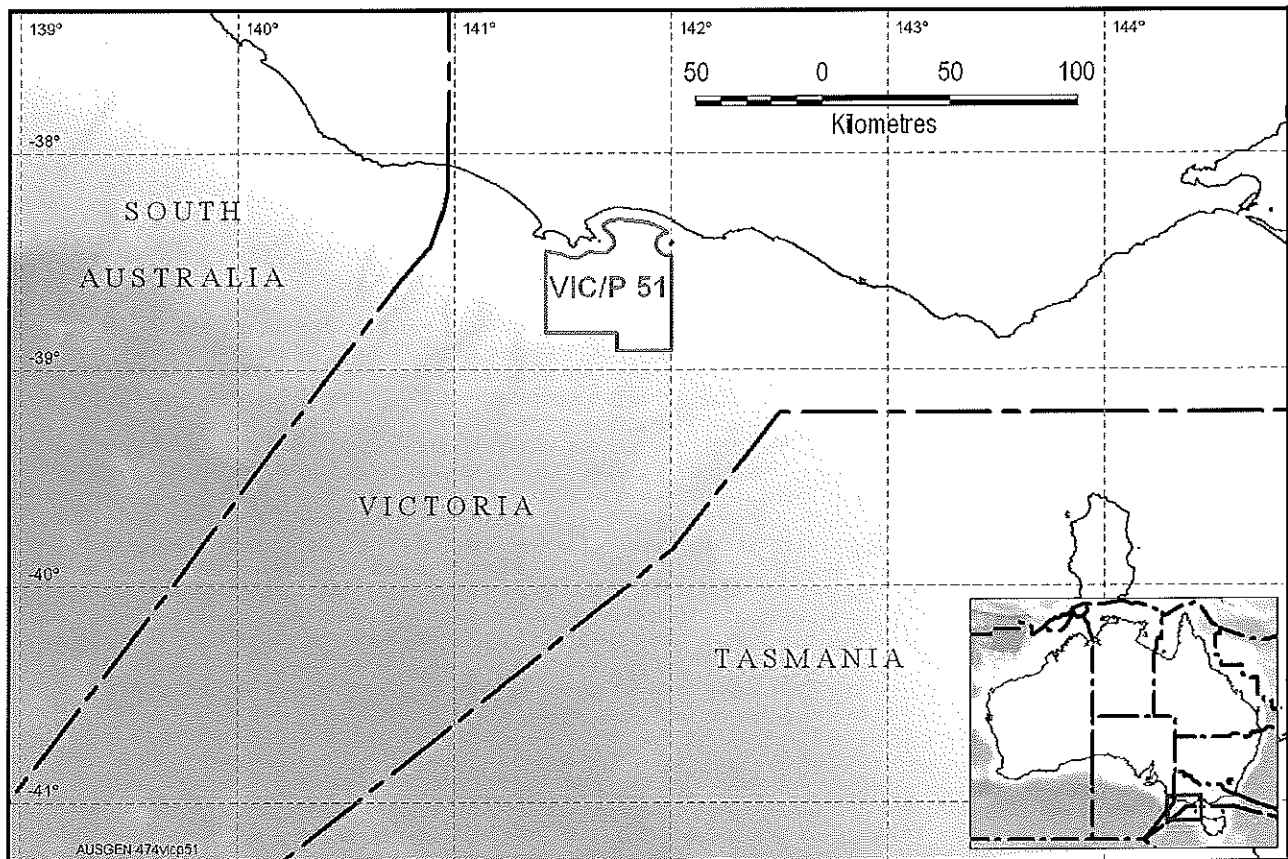 139° 140° 141° 142° 143° 144°
50 0 50 100
Kilometres
-38°
SOUTH
AUSTRALIA
VIC/P 51
-39°
VICTORIA
-40°
TASMANIA
-41°
AUSGEN 474vicp51